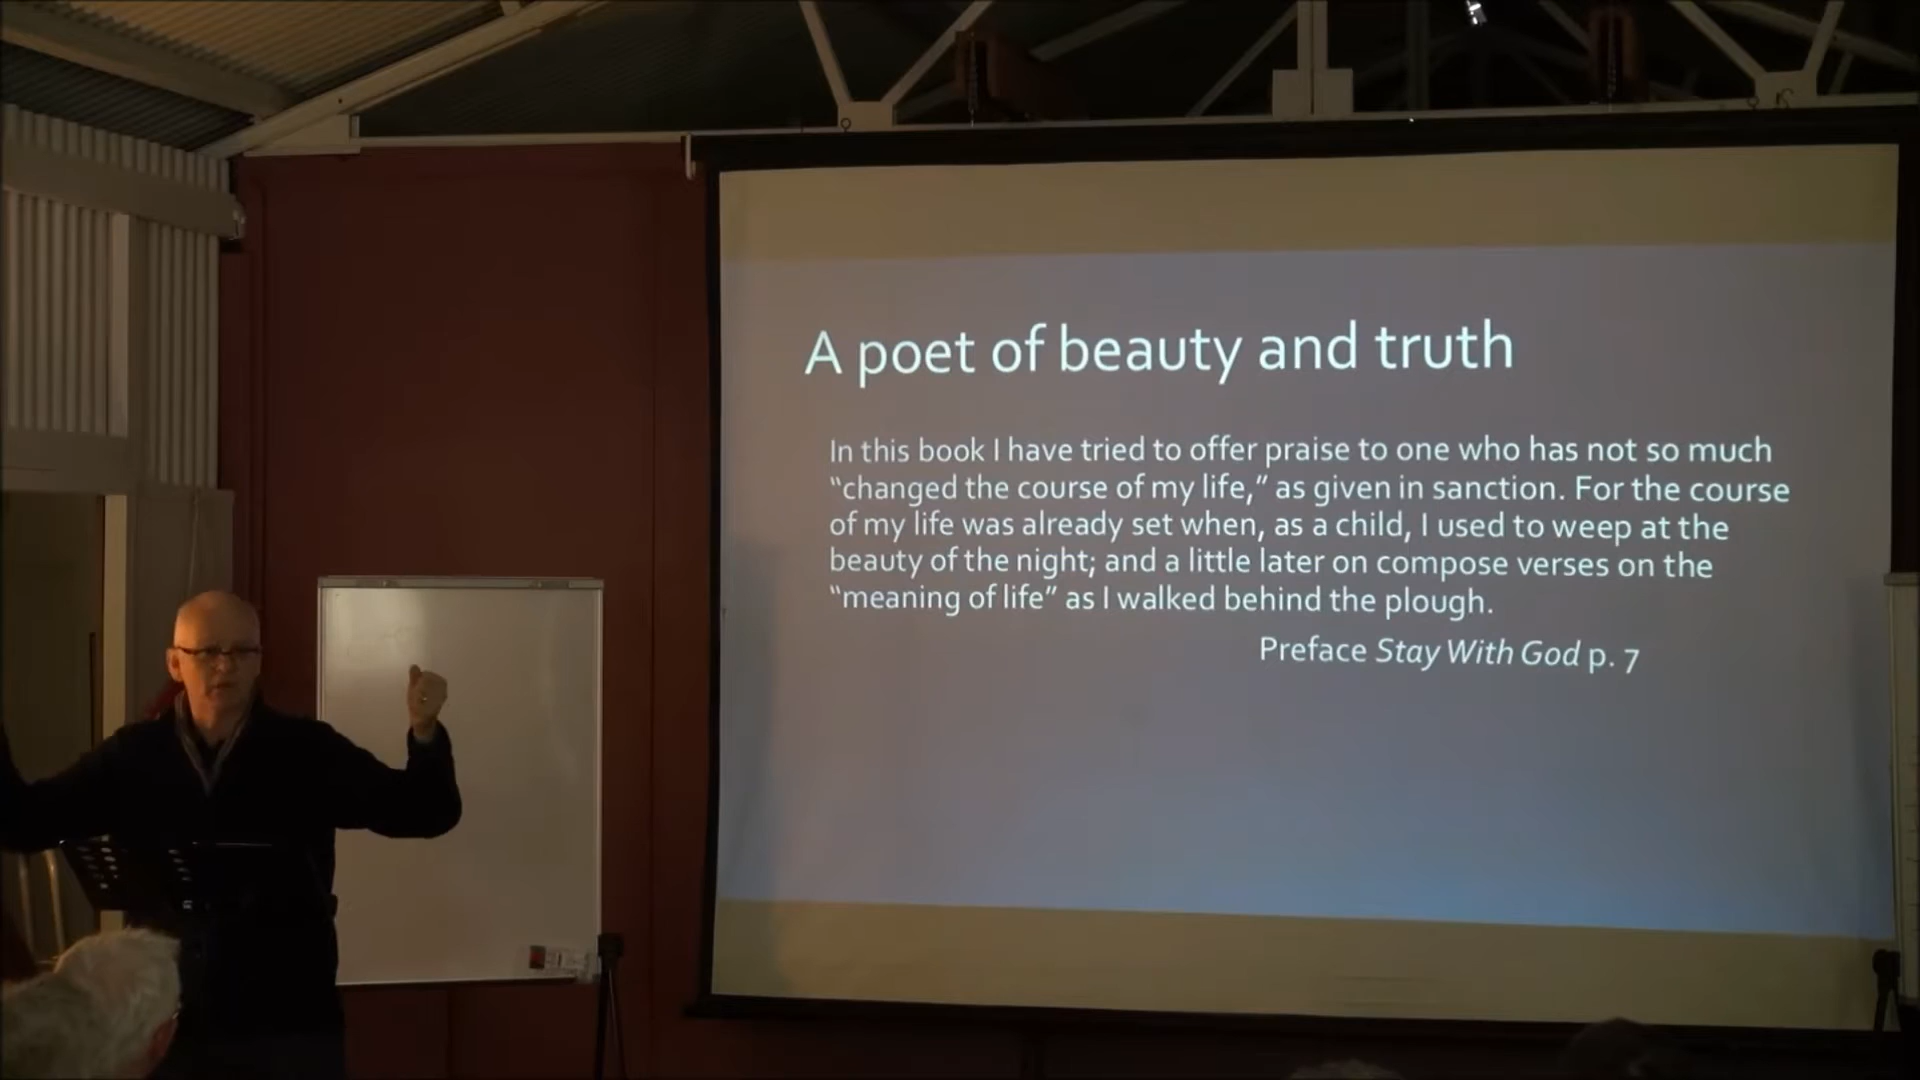 A poet of beauty and truth
In this book I have tried to offer praise to one who has not so much
“changed the course of my life,” as given in sanction. For the course
of my life was already set when, as a child, I used to weep at the
beauty of the night; and a little later on compose verses on the
“meaning of life” as I walked behind the plough.
Preface Stay With God p. 7